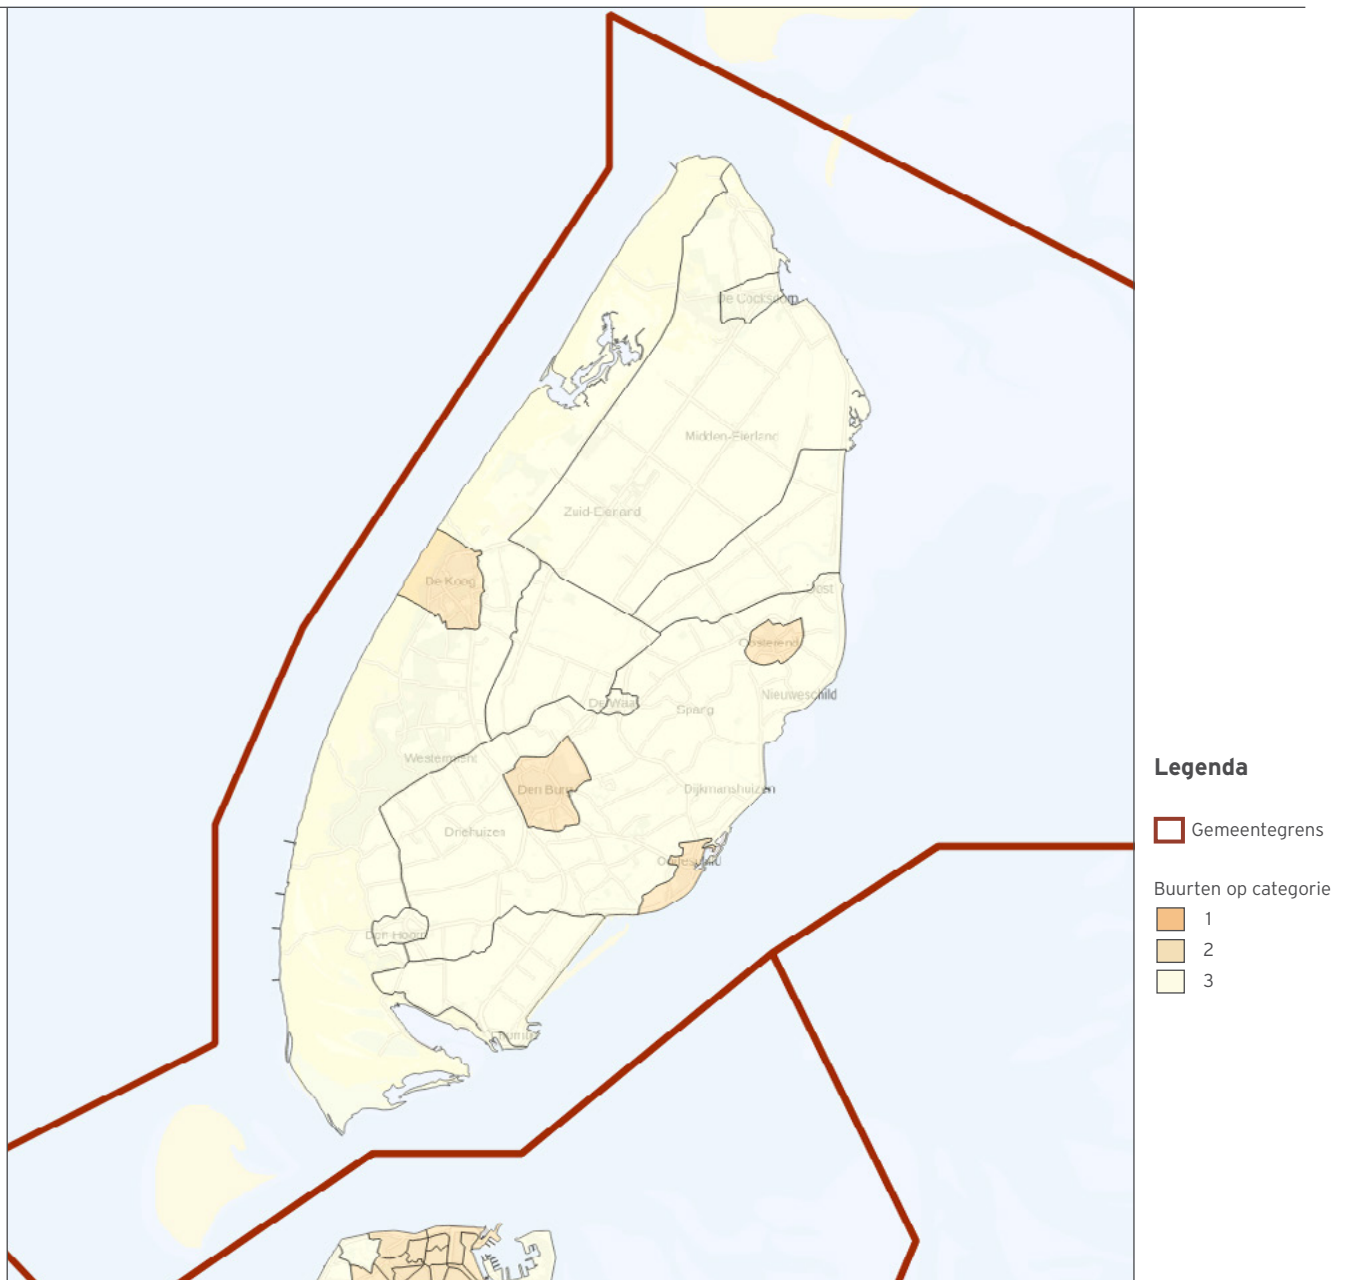 De Cocksdorp
Midden-Eierland
Zuid-Eierland
De Koog
Oost
Oosterend
Nieuweschild
De Waal
Spang
Westermient
Den Burg
Dijkmanshuizen
Driehuizen
Oudeschild
Den Hoorn
Legenda
Gemeentegrens
Buurten op categorie
1
2
3